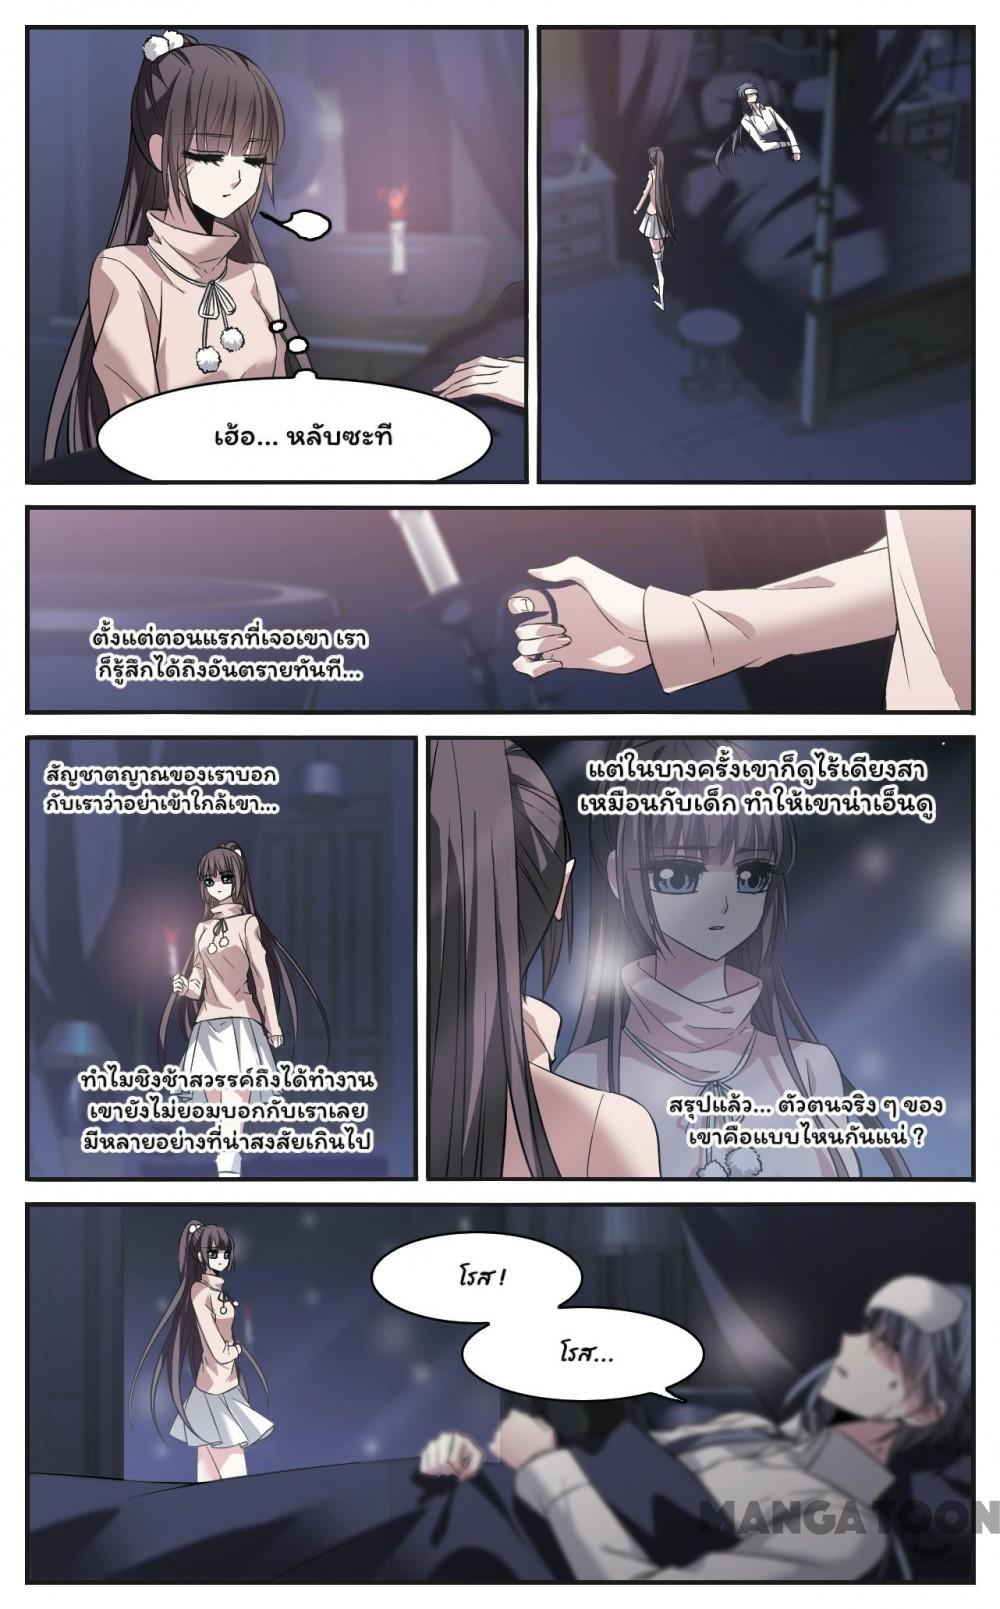 เฮ้อ... หลับซะที
ตั้งแต่ตอนแรกที่เจอเขา เรา
ก็รู้สึกได้ถึงอันตรายทันที...
สัญชาตญาณของเราบอก
กับเราว่าอย่าเข้าใกล้เขา...
ทำไมชิงช้าสวรรค์ถึงได้ทำงาน
เขายังไม่ยอมบอกกับเราเลย
มีหลายอย่างที่น่าสงสัยเกินไป
แต่ในบางครั้งเขาก็ดูไร้เดียงสา
เหมือนกับเด็ก ทำให้เขาน่าเอ็นดู
สรุปแล้ว... ตัวตนจริง ๆ ของ
เขาคือแบบไหนกันแน่ ?
โรส !
โรส...
MANGATOON